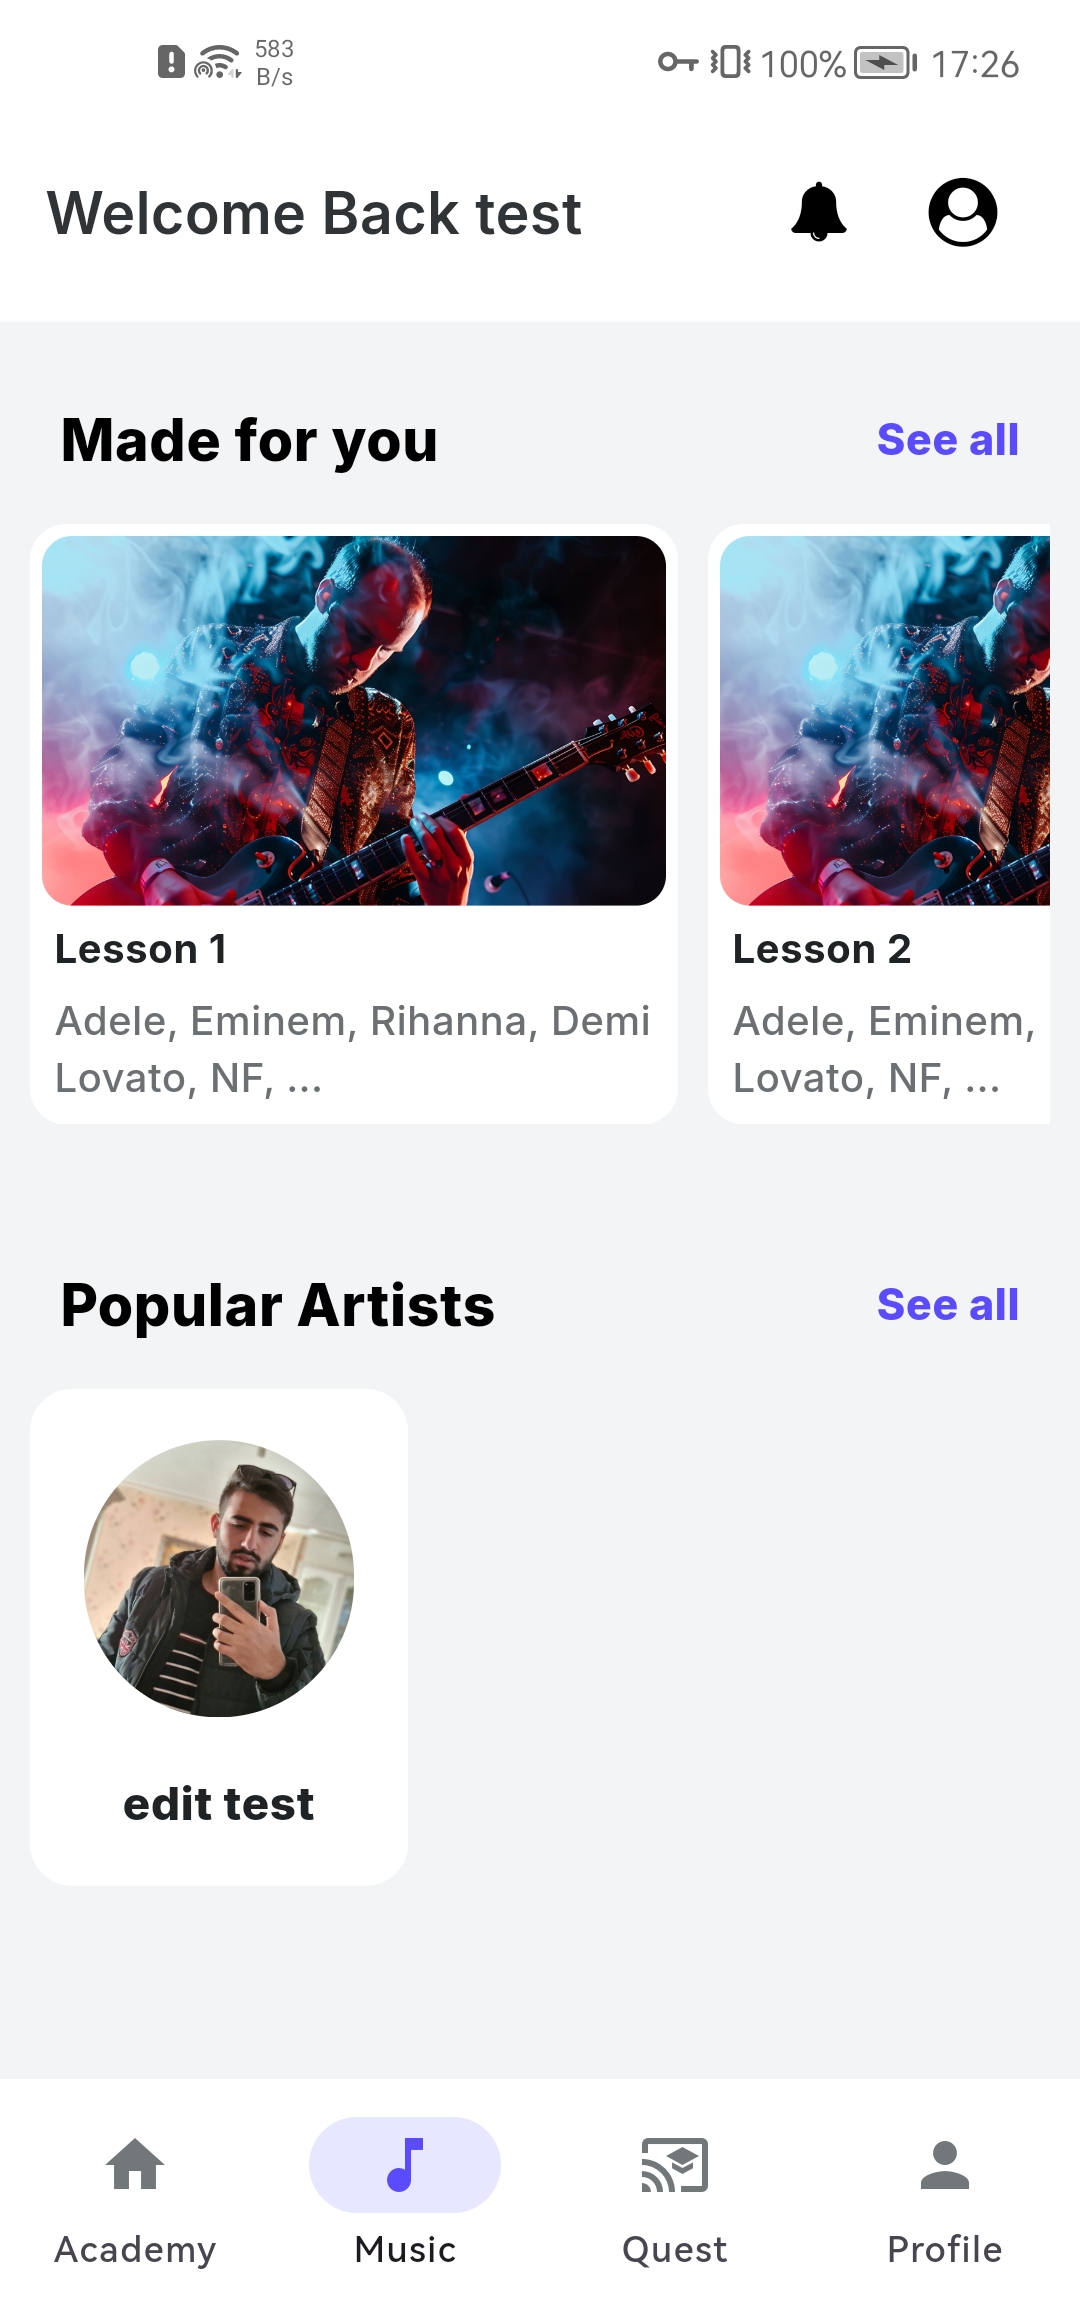 583
B/s
100%
17:26
Welcome Back test
Made for you
See all
Lesson 1
Adele, Eminem, Rihanna, Demi
Lovato, NF, ...
Lesson 2
Adele, Eminem,
Lovato, NF, ...
Popular Artists
See all
edit test
Academy
Music
Quest
Profile